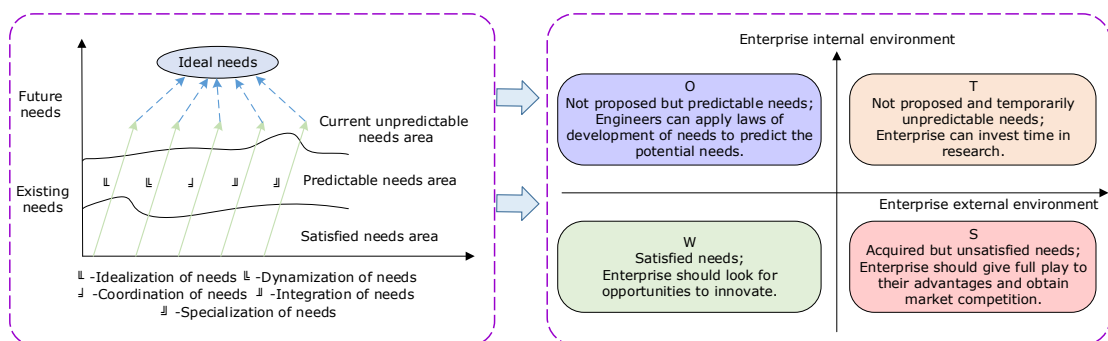 Ideal needs
Future
needs
Current unpredictable
needs area
╙ ╘ ╛ ╜ ╝
Predictable needs area
Existing
needs
Satisfied needs area
╙ -Idealization of needs ╘ -Dynamization of needs
╛ -Coordination of needs ╜ -Integration of needs
╝ -Specialization of needs
Enterprise internal environment
O
Not proposed but predictable needs;
Engineers can apply laws of
development of needs to predict the
potential needs.
T
Not proposed and temporarily
unpredictable needs;
Enterprise can invest time in
research.
Enterprise external environment
W
Satisfied needs;
Enterprise should look for
opportunities to innovate.
S
Acquired but unsatisfied needs;
Enterprise should give full play to
their advantages and obtain
market competition.